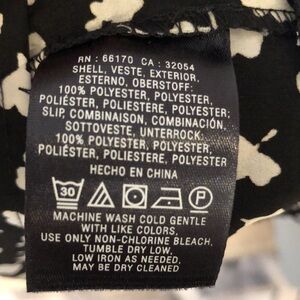 RN : 66170 CA : 32054
SHELL, VESTE, EXTERIOR,
ESTERNO, OBERSTOFF:
100% POLYESTER, POLYESTER,
POLIÉSTER, POLIESTERE, POLYESTER;
SLIP, COMBINAISON, COMBINACIÓN,
SOTTOVESTE, UNTERROCK:
100% POLYESTER, POLYESTER,
POLIÉSTER, POLIESTERE, POLYESTER
HECHO EN CHINA
30 P
MACHINE WASH COLD GENTLE
WITH LIKE COLORS,
USE ONLY NON-CHLORINE BLEACH,
TUMBLE DRY LOW,
LOW IRON AS NEEDED,
MAY BE DRY CLEANED